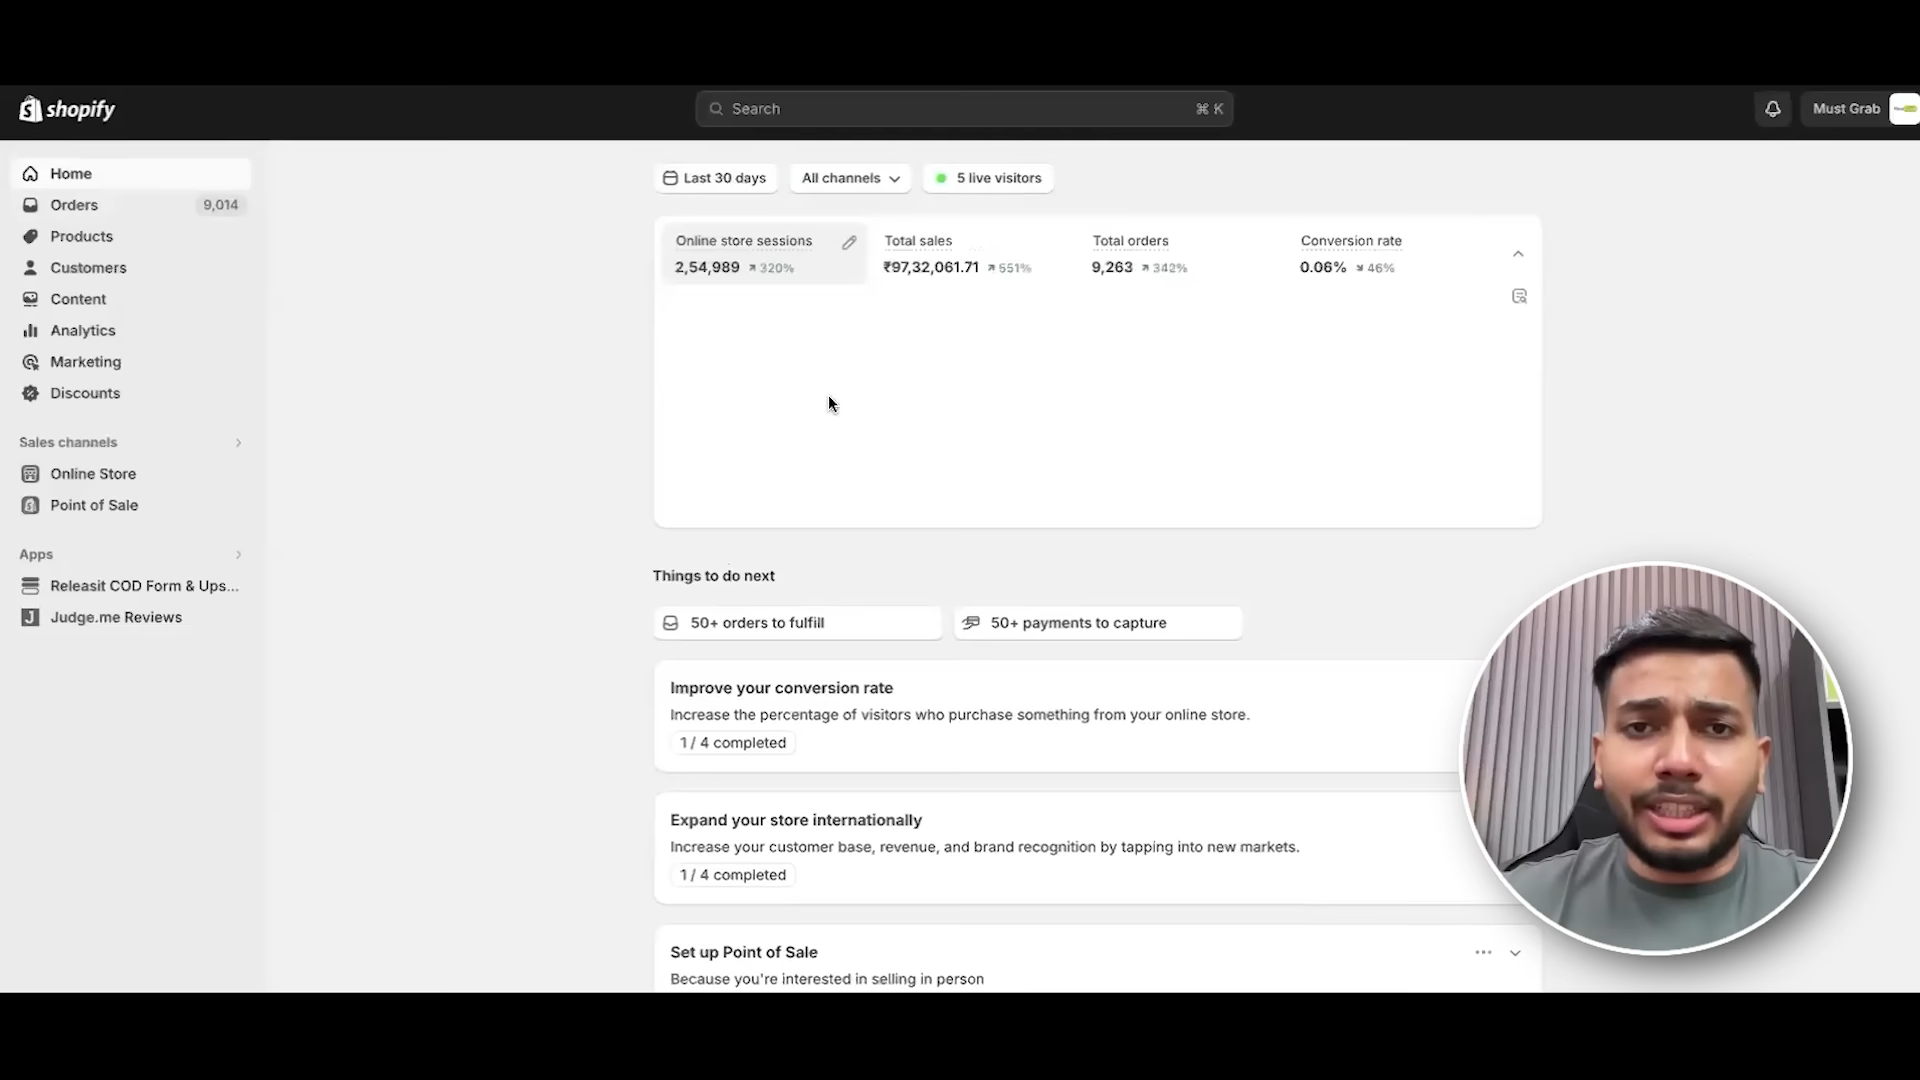 shopify
Search
⌘ K
Must Grab
Home
Orders
9,014
Products
Customers
Content
Analytics
Marketing
Discounts
Sales channels
Online Store
Point of Sale
Apps
Releasit COD Form & Ups...
Judge.me Reviews
Last 30 days
All channels
5 live visitors
Online store sessions
2,54,989 ↗ 320%
Total sales
₹97,32,061.71 ↗ 551%
Total orders
9,263 ↗ 342%
Conversion rate
0.06% ↘ 46%
Things to do next
50+ orders to fulfill
50+ payments to capture
Improve your conversion rate
Increase the percentage of visitors who purchase something from your online store.
1 / 4 completed
Expand your store internationally
Increase your customer base, revenue, and brand recognition by tapping into new markets.
1 / 4 completed
Set up Point of Sale
Because you're interested in selling in person